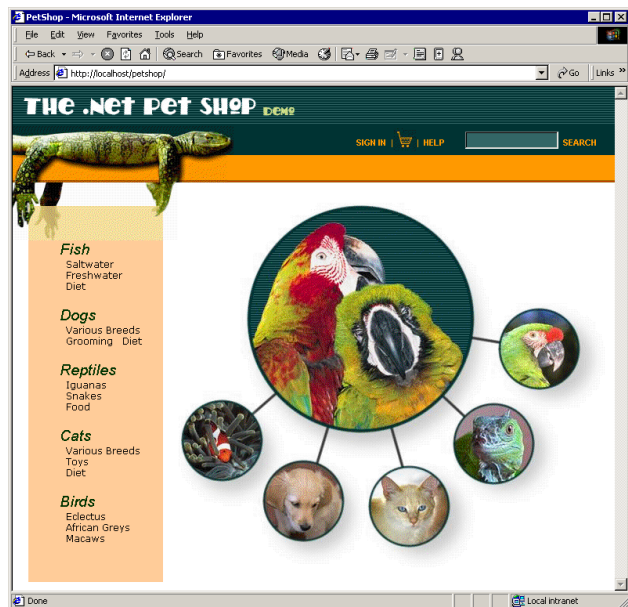 PetShop - Microsoft Internet Explorer
File Edit View Favorites Tools Help
Back Search Favorites Media
Address http://localhost/petshop/ Go Links »
THE .NET PET SHOP DEMO
SIGN IN | | HELP SEARCH
Fish
Saltwater
Freshwater
Diet
Dogs
Various Breeds
Grooming Diet
Reptiles
Iguanas
Snakes
Food
Cats
Various Breeds
Toys
Diet
Birds
Eclectus
African Greys
Macaws
Done Local intranet